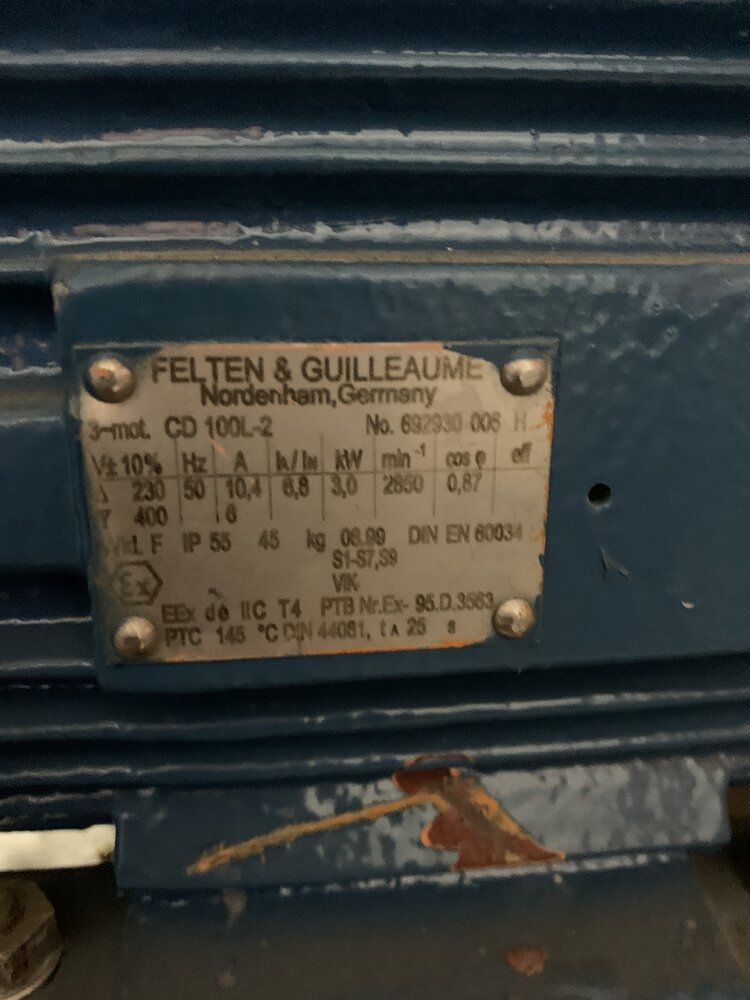 FELTEN & GUILLEAUME
Nordenham,Germany
3~mot. CD 100L-2 No. 692930 006 H
V± 10% Hz A IA/IN kW min⁻¹ cos φ eff
Δ 230 50 10,4 6,8 3,0 2850 0,87
Y 400 6
kl. F IP 55 45 kg 08.99 DIN EN 60034
S1-S7,S9
VIK
Ex
EEx de IIC T4 PTB Nr.Ex- 95.D.3563
PTC 145 °C DIN 44081, tA 25 s